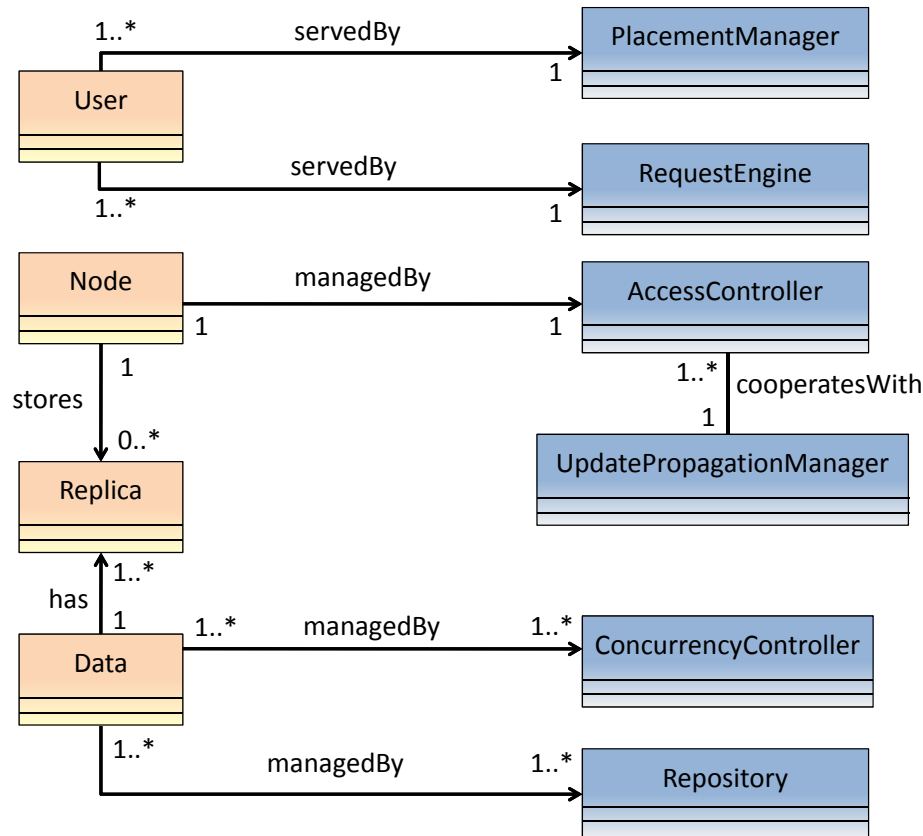 1..*
servedBy
PlacementManager
1
User
servedBy
RequestEngine
1..*
1
Node
managedBy
AccessController
1
1
1
1..*
cooperatesWith
stores
1
0..*
UpdatePropagationManager
Replica
1..*
has
1
1..*
managedBy
1..*
ConcurrencyController
Data
1..*
managedBy
1..*
Repository